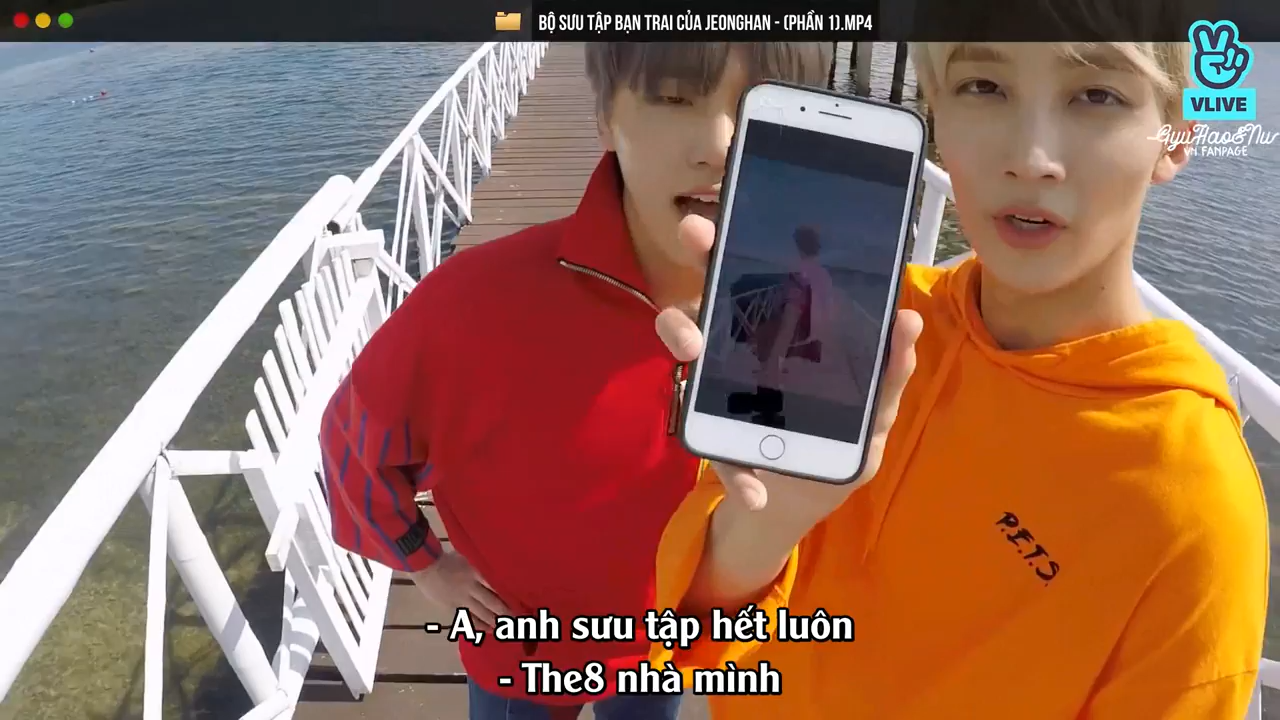 BỘ SƯU TẬP BẠN TRAI CỦA JEONGHAN - (PHẦN 1).MP4
VLIVE
GyuHao&Nu
VN FANPAGE
P.E.T.S.
- A, anh sưu tập hết luôn
- The8 nhà mình